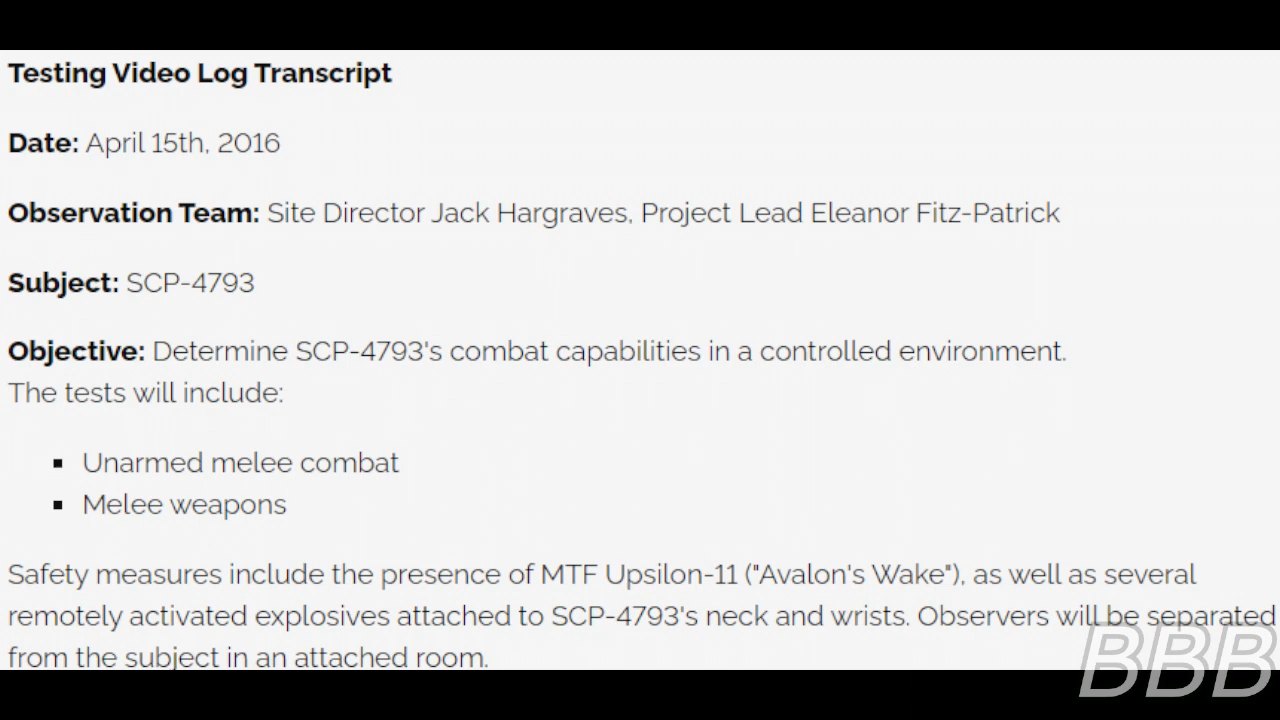 Testing Video Log Transcript
Date: April 15th, 2016
Observation Team: Site Director Jack Hargraves, Project Lead Eleanor Fitz-Patrick
Subject: SCP-4793
Objective: Determine SCP-4793's combat capabilities in a controlled environment.
The tests will include:
▪ Unarmed melee combat
▪ Melee weapons
Safety measures include the presence of MTF Upsilon-11 ("Avalon's Wake"), as well as several
remotely activated explosives attached to SCP-4793's neck and wrists. Observers will be separated
from the subject in an attached room.
BBB